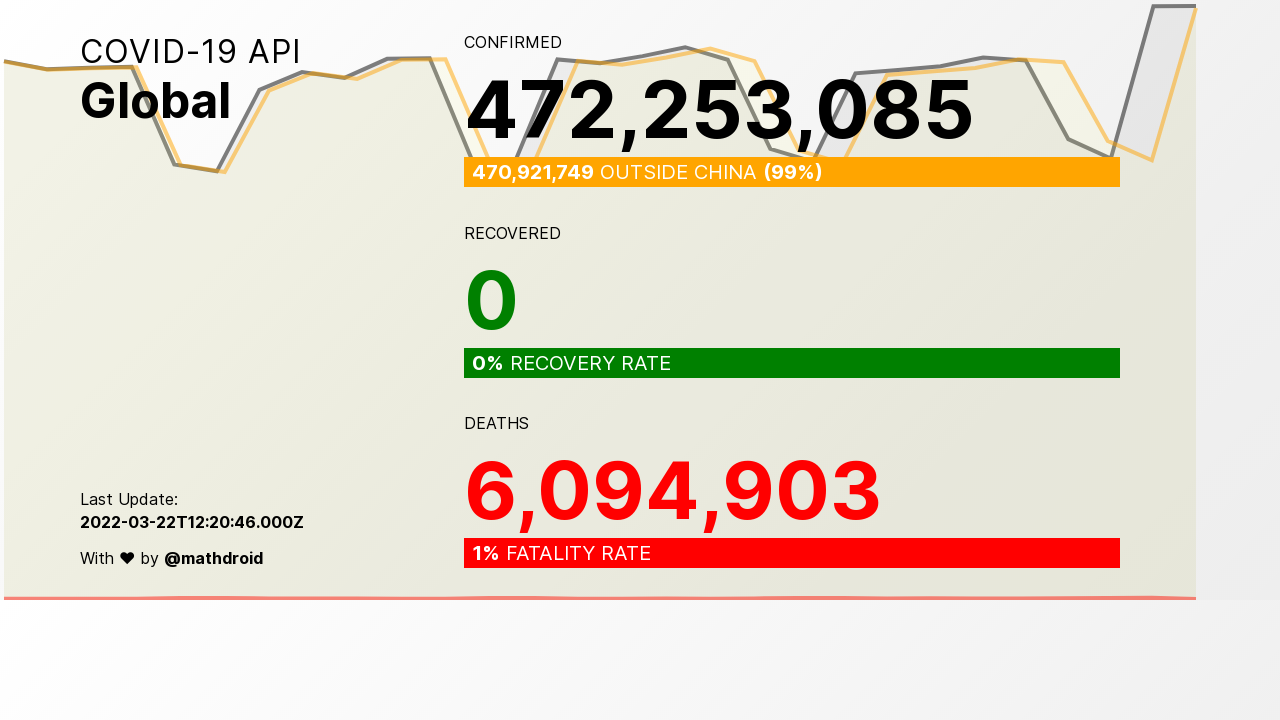 COVID-19 API
Global
CONFIRMED
472,253,085
470,921,749 OUTSIDE CHINA (99%)
RECOVERED
0
0% RECOVERY RATE
DEATHS
6,094,903
1% FATALITY RATE
Last Update:
2022-03-22T12:20:46.000Z
With ♥ by @mathdroid